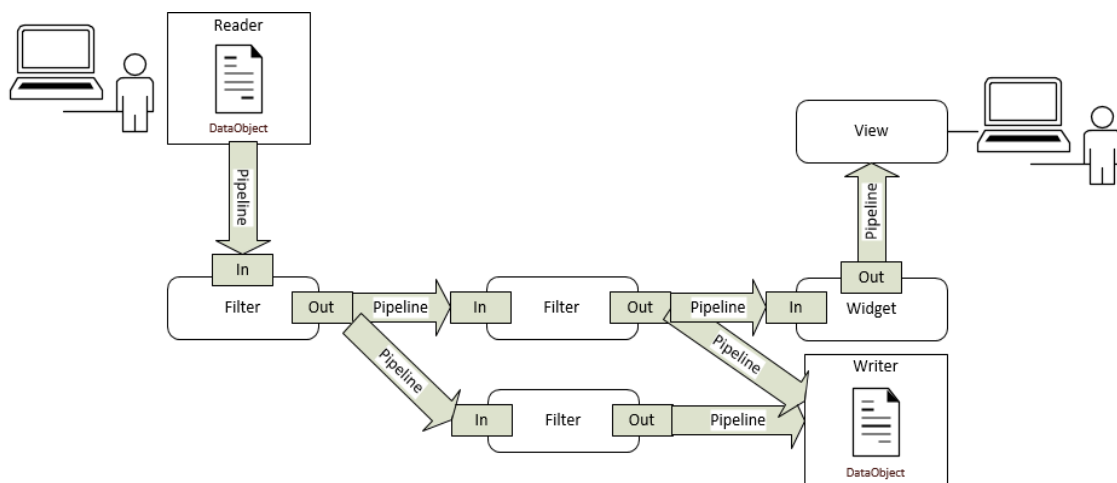 Reader
DataObject
Pipeline
View
Pipeline
In
Filter
Out
Pipeline
In
Filter
Out
Pipeline
In
Out
Widget
Pipeline
Pipeline
In
Filter
Out
Pipeline
Writer
DataObject